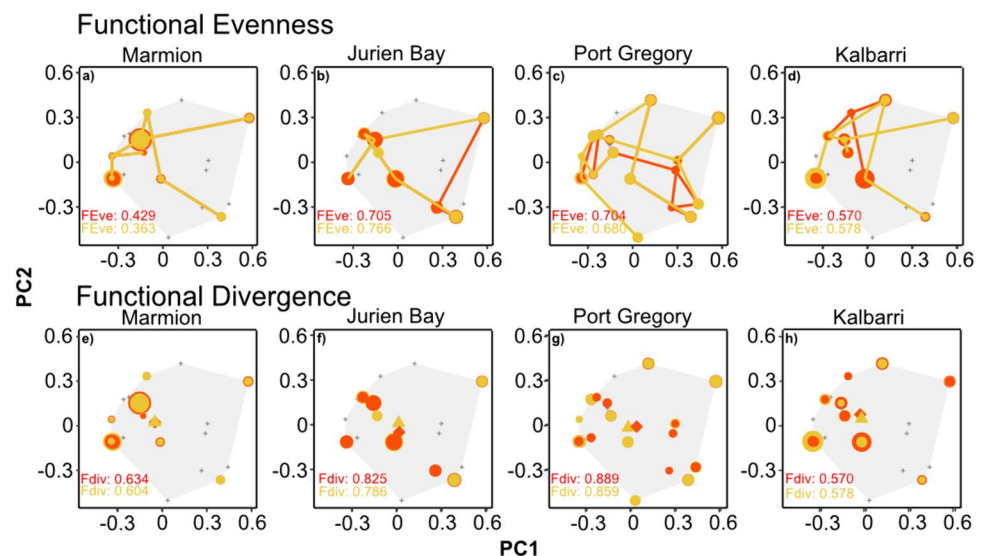 Functional Evenness
Marmion
Jurien Bay
Port Gregory
Kalbarri
0.6
0.3
0
-0.3
a)
FEve: 0.429
FEve: 0.363
-0.3 0 0.3 0.6
0.6
0.3
0
-0.3
b)
FEve: 0.705
FEve: 0.766
-0.3 0 0.3 0.6
0.6
0.3
0
-0.3
c)
FEve: 0.704
FEve: 0.680
-0.3 0 0.3 0.6
0.6
0.3
0
-0.3
d)
FEve: 0.570
FEve: 0.578
-0.3 0 0.3 0.6
PC2
Functional Divergence
Marmion
Jurien Bay
Port Gregory
Kalbarri
0.6
0.3
0
-0.3
e)
Fdiv: 0.634
Fdiv: 0.604
-0.3 0 0.3 0.6
0.6
0.3
0
-0.3
f)
Fdiv: 0.825
Fdiv: 0.786
-0.3 0 0.3 0.6
0.6
0.3
0
-0.3
g)
Fdiv: 0.889
Fdiv: 0.859
-0.3 0 0.3 0.6
0.6
0.3
0
-0.3
h)
Fdiv: 0.570
Fdiv: 0.578
-0.3 0 0.3 0.6
PC1